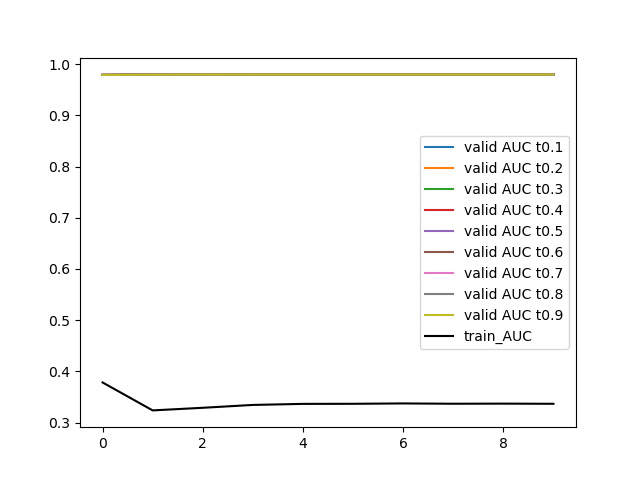 1.0
0.9
0.8
0.7
0.6
0.5
0.4
0.3
0
2
4
6
8
valid AUC t0.1
valid AUC t0.2
valid AUC t0.3
valid AUC t0.4
valid AUC t0.5
valid AUC t0.6
valid AUC t0.7
valid AUC t0.8
valid AUC t0.9
train_AUC